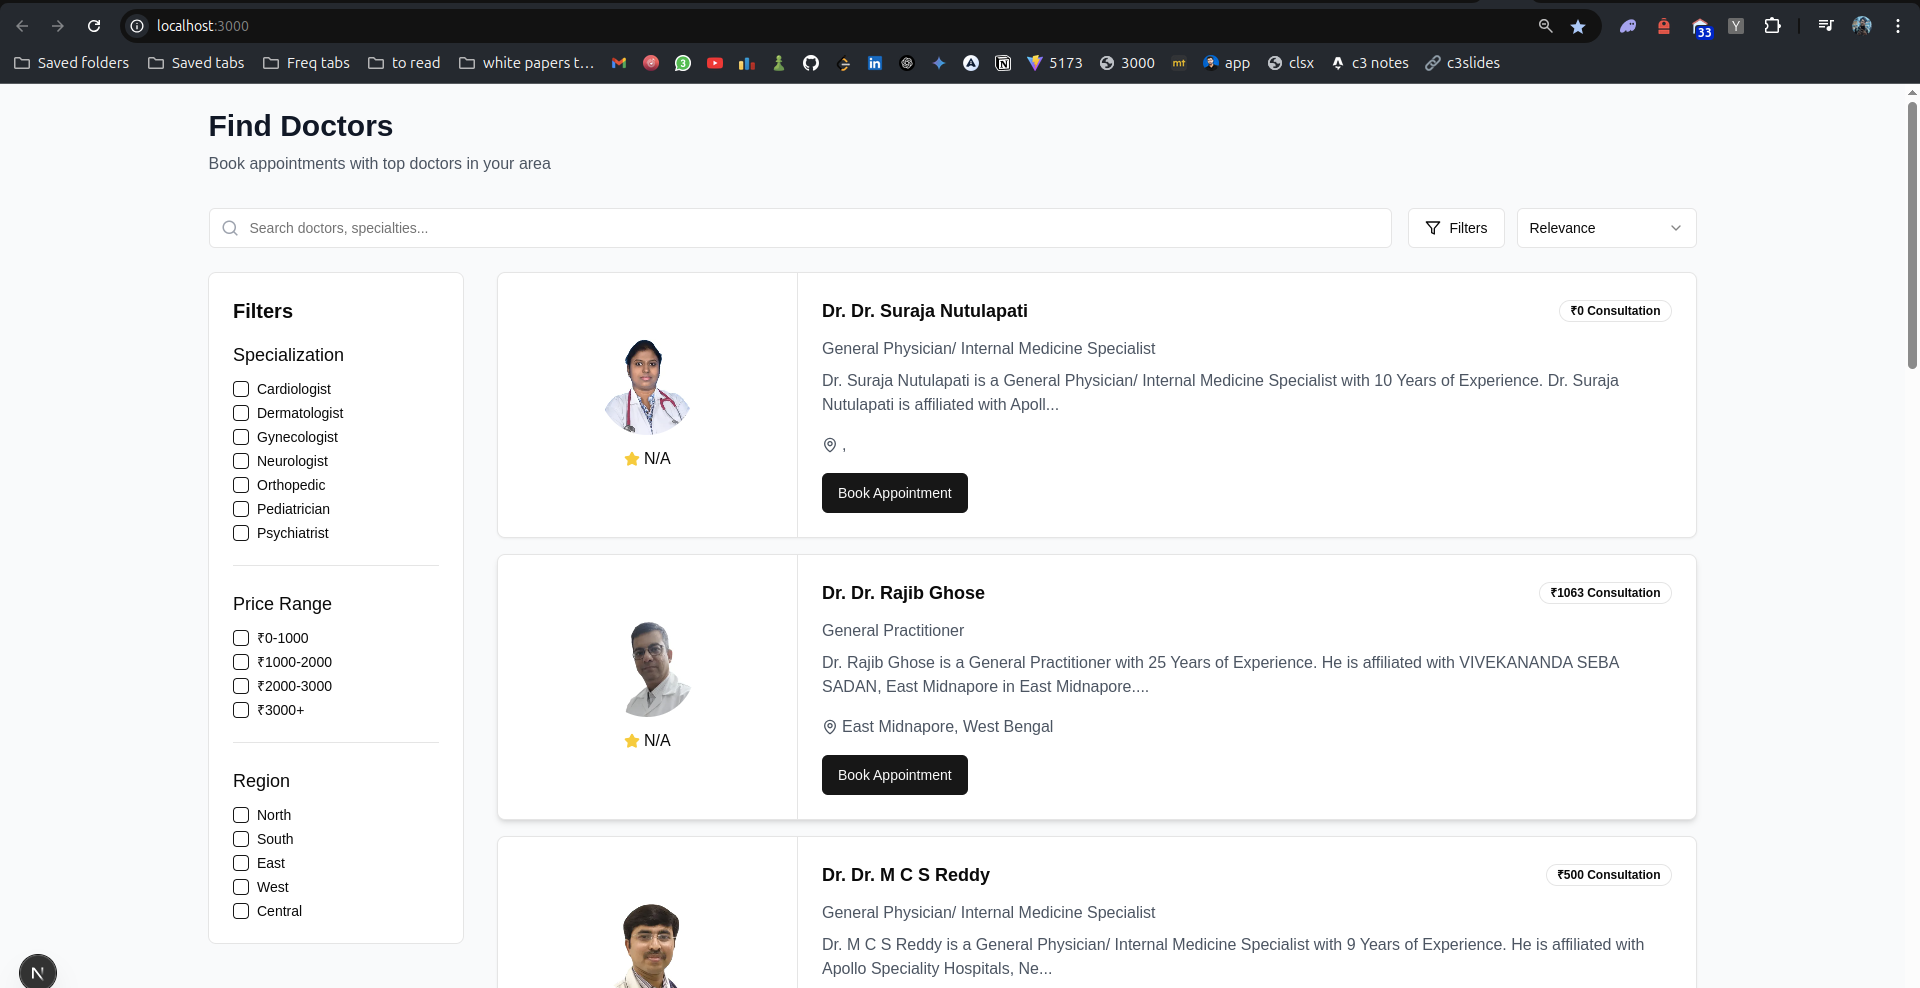 localhost:3000
33
Y
Saved folders
Saved tabs
Freq tabs
to read
white papers t...
3
in
A
N
5173
3000
mt
app
clsx
c3 notes
c3slides
Find Doctors
Book appointments with top doctors in your area
Search doctors, specialties...
Filters
Relevance
Filters
Specialization
Cardiologist
Dermatologist
Gynecologist
Neurologist
Orthopedic
Pediatrician
Psychiatrist
Price Range
₹0-1000
₹1000-2000
₹2000-3000
₹3000+
Region
North
South
East
West
Central
N
Dr. Dr. Suraja Nutulapati
₹0 Consultation
General Physician/ Internal Medicine Specialist
Dr. Suraja Nutulapati is a General Physician/ Internal Medicine Specialist with 10 Years of Experience. Dr. Suraja
Nutulapati is affiliated with Apoll...
,
N/A
Book Appointment
Dr. Dr. Rajib Ghose
₹1063 Consultation
General Practitioner
Dr. Rajib Ghose is a General Practitioner with 25 Years of Experience. He is affiliated with VIVEKANANDA SEBA
SADAN, East Midnapore in East Midnapore....
East Midnapore, West Bengal
N/A
Book Appointment
Dr. Dr. M C S Reddy
₹500 Consultation
General Physician/ Internal Medicine Specialist
Dr. M C S Reddy is a General Physician/ Internal Medicine Specialist with 9 Years of Experience. He is affiliated with
Apollo Speciality Hospitals, Ne...